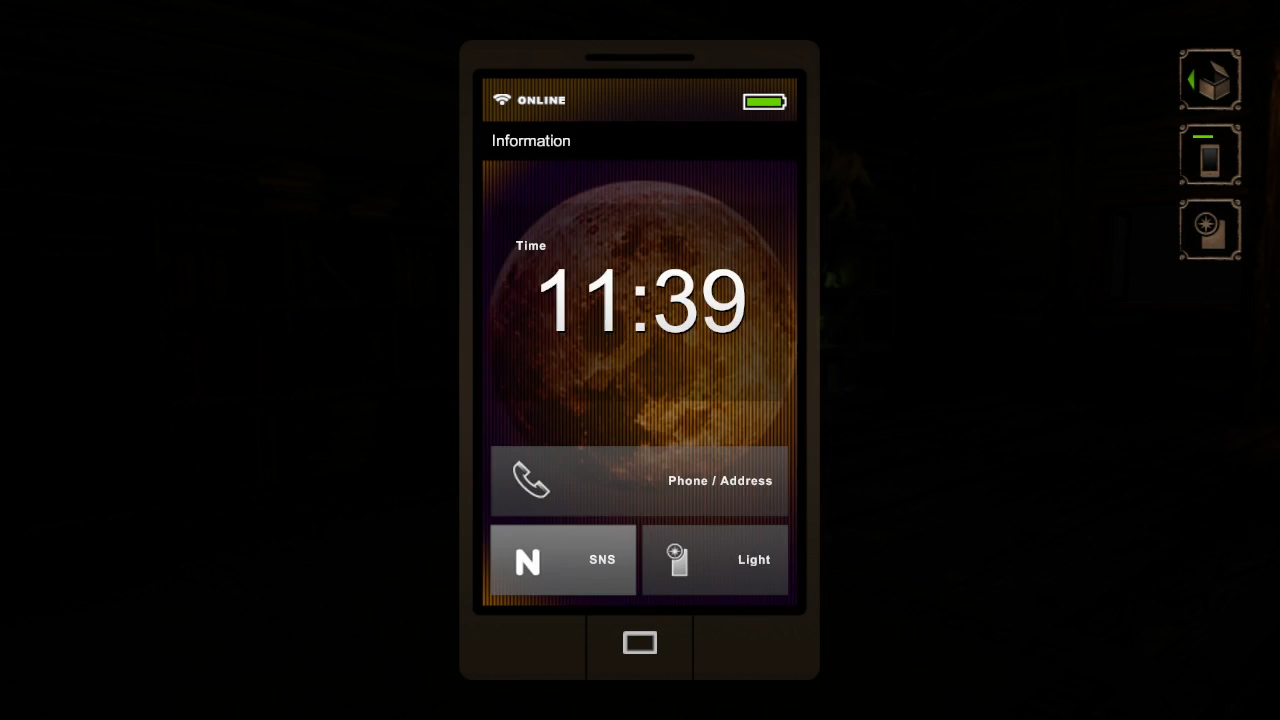 ONLINE
Information
Time
11:39
Phone / Address
N SNS
Light